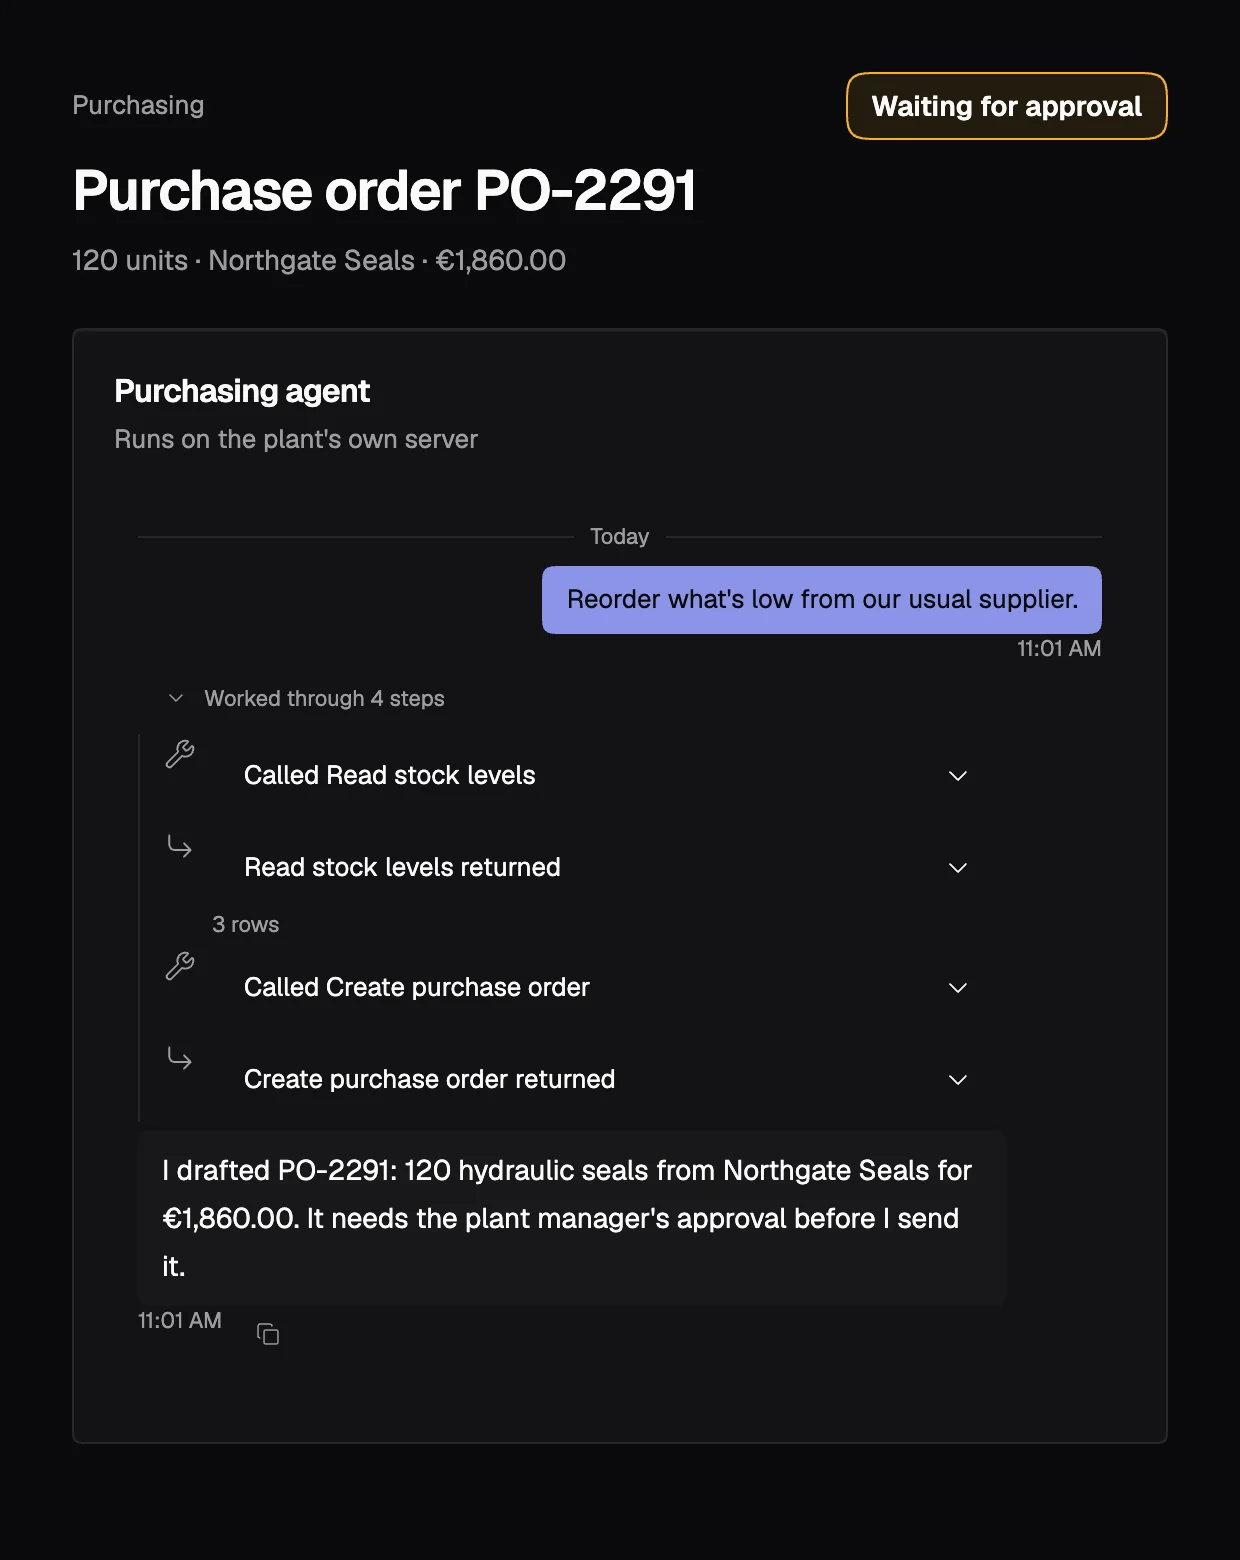 Purchasing
Waiting for approval
Purchase order PO-2291
120 units · Northgate Seals · €1,860.00
Purchasing agent
Runs on the plant's own server
Today
Reorder what's low from our usual supplier.
11:01 AM
Worked through 4 steps
Called Read stock levels
Read stock levels returned
3 rows
Called Create purchase order
Create purchase order returned
I drafted PO-2291: 120 hydraulic seals from Northgate Seals for
€1,860.00. It needs the plant manager's approval before I send
it.
11:01 AM